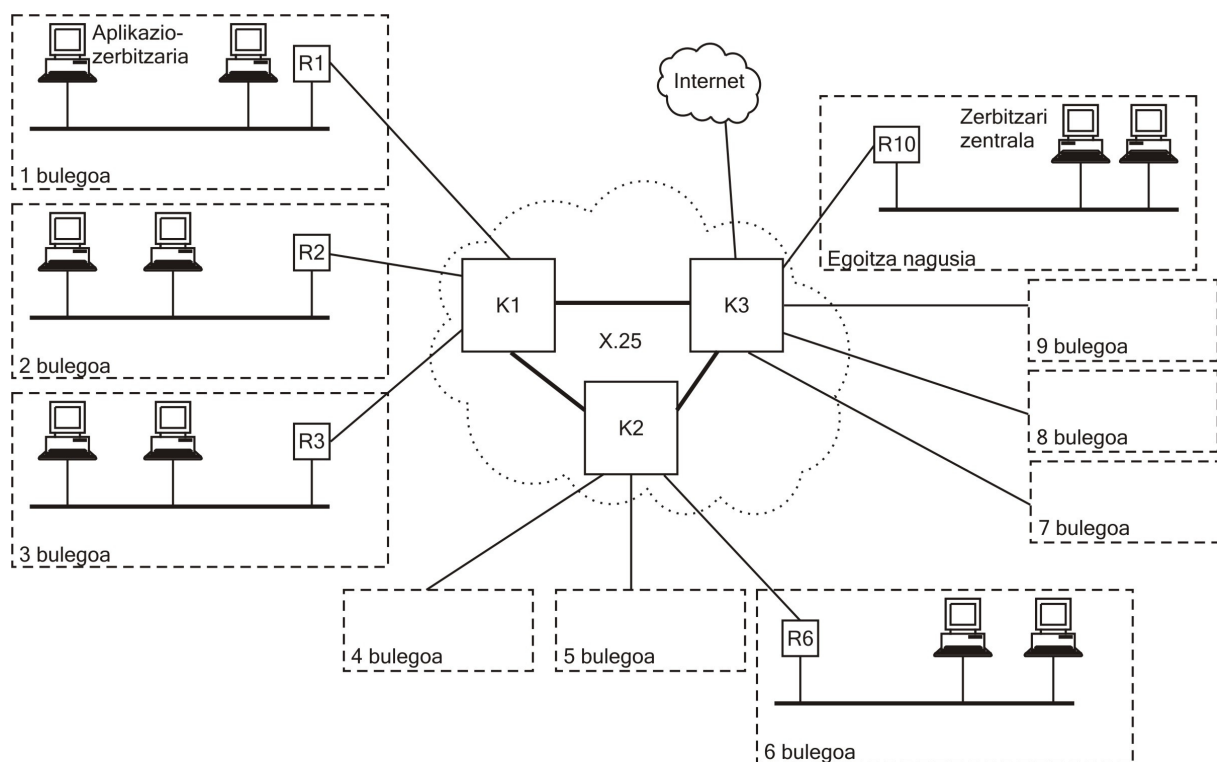 Aplikazio-
zerbitzaria
R1
1 bulegoa
R2
2 bulegoa
R3
3 bulegoa
Internet
Zerbitzari
zentrala
R10
Egoitza nagusia
K1
K3
X.25
K2
9 bulegoa
8 bulegoa
7 bulegoa
4 bulegoa
5 bulegoa
R6
6 bulegoa